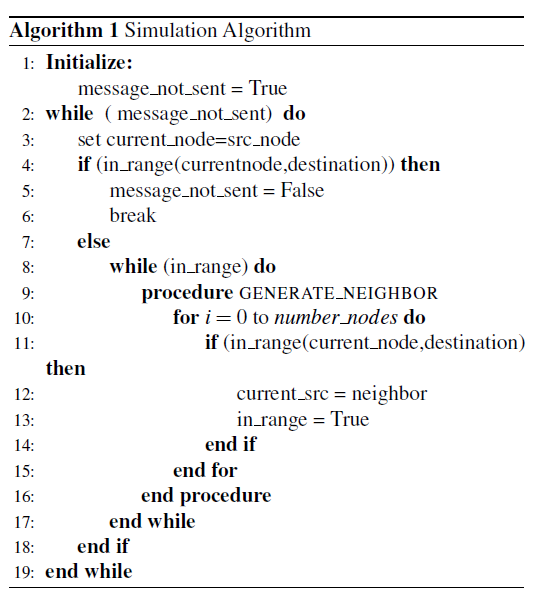 Algorithm 1 Simulation Algorithm
1: Initialize:
message_not_sent = True
2: while ( message_not_sent) do
3: set current_node=src_node
4: if (in_range(currentnode,destination)) then
5: message_not_sent = False
6: break
7: else
8: while (in_range) do
9: procedure GENERATE_NEIGHBOR
10: for i = 0 to number_nodes do
11: if (in_range(current_node,destination)
then
12: current_src = neighbor
13: in_range = True
14: end if
15: end for
16: end procedure
17: end while
18: end if
19: end while